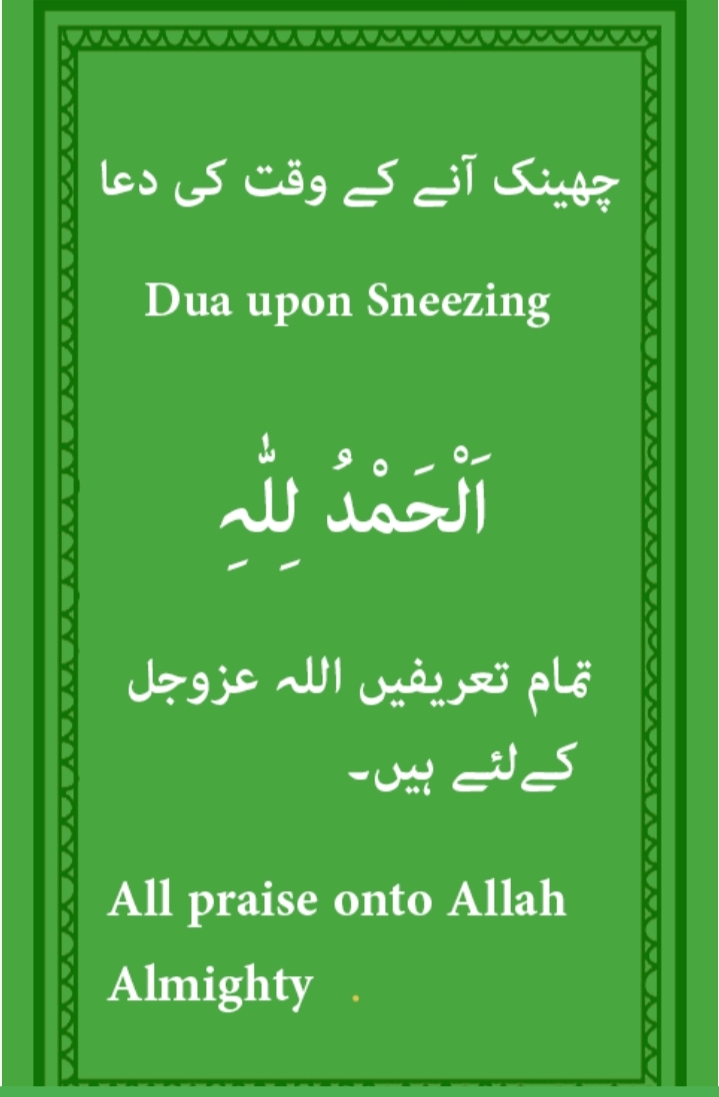 چھینک آنے کے وقت کی دعا
Dua upon Sneezing
اَلْحَمْدُ لِلّٰہِ
تمام تعریفیں اللہ عزوجل
کےلئے ہیں۔
All praise onto Allah
Almighty .